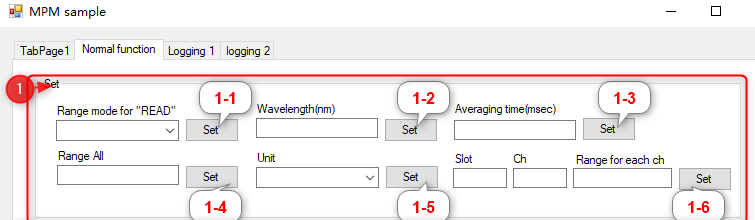 MPM sample
TabPage1 Normal function Logging 1 logging 2
1 Set
1-1 1-2 1-3
Range mode for "READ" Wavelength(nm) Averaging time(msec)
Set Set Set
Range All Unit Slot Ch Range for each ch
Set Set Set
1-4 1-5 1-6